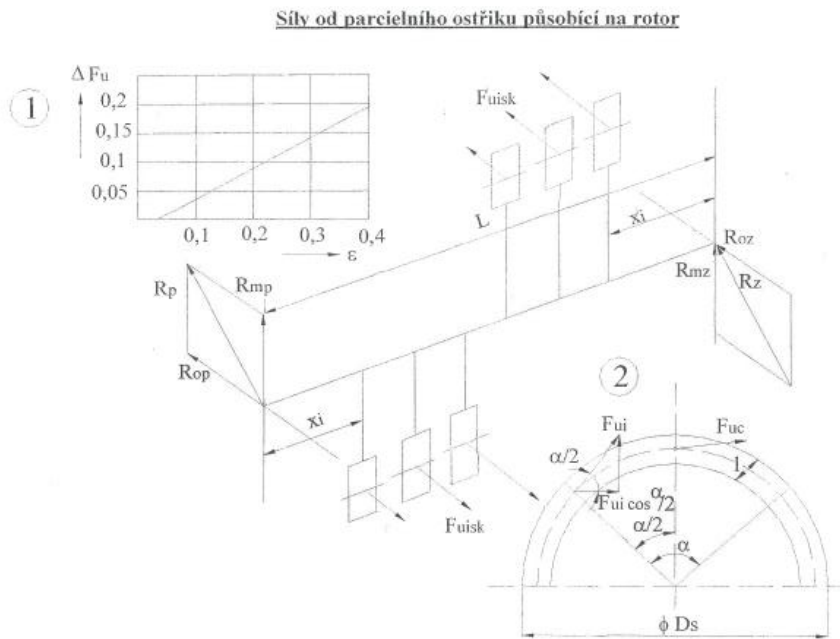 Síly od parcielního ostřiku působící na rotor
1
Δ Fu
0,2
0,15
0,1
0,05
0,1 0,2 0,3 0,4
ε
Fuisk
L
xi
Roz
Rmz
Rz
Rp
Rmp
Rop
xi
Fuisk
2
Fui
Fuc
α/2
l
Fui cos α/2
α/2
α
ϕ Ds